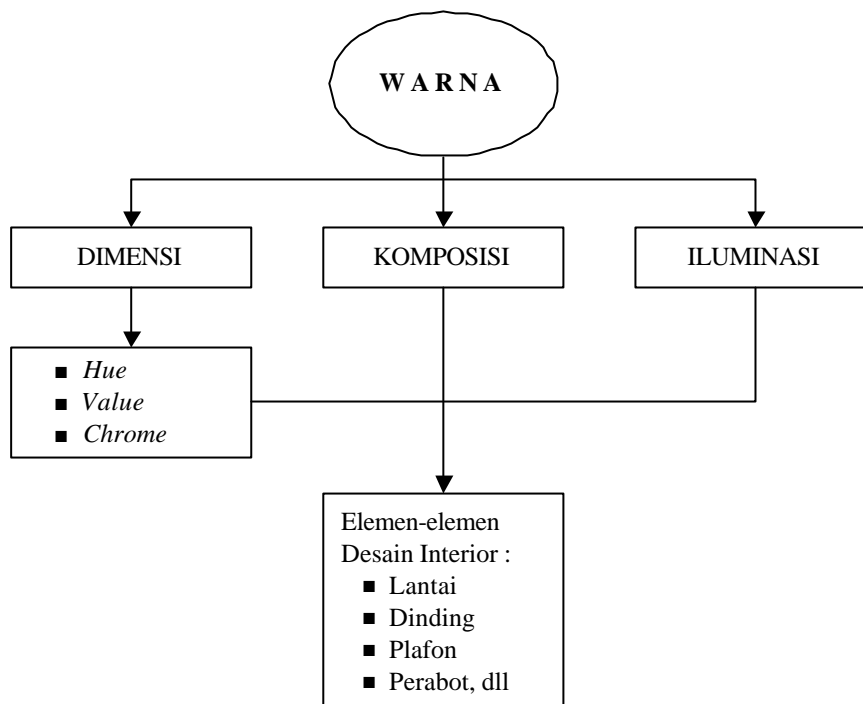 W A R N A
DIMENSI
KOMPOSISI
ILUMINASI
■ Hue
■ Value
■ Chrome
Elemen-elemen
Desain Interior :
■ Lantai
■ Dinding
■ Plafon
■ Perabot, dll